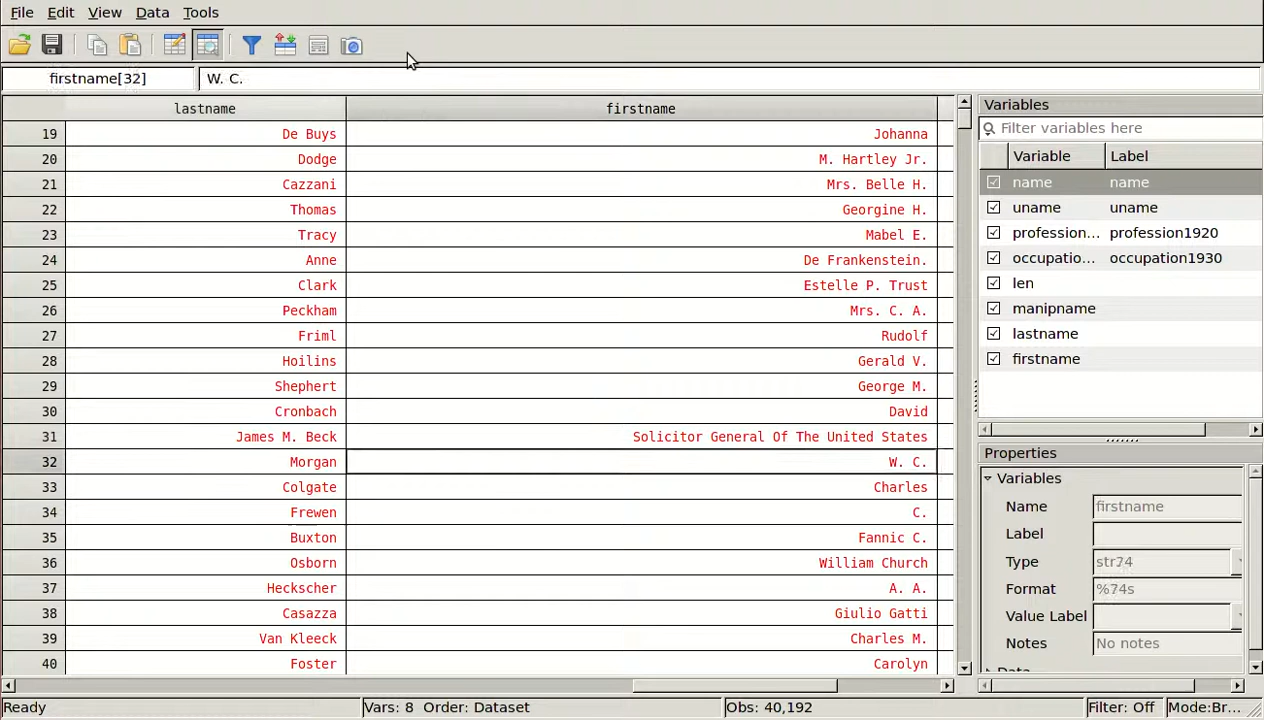 File Edit View Data Tools
firstname[32] W. C.
lastname firstname
19 De Buys Johanna
20 Dodge M. Hartley Jr.
21 Cazzani Mrs. Belle H.
22 Thomas Georgine H.
23 Tracy Mabel E.
24 Anne De Frankenstein.
25 Clark Estelle P. Trust
26 Peckham Mrs. C. A.
27 Friml Rudolf
28 Hoilins Gerald V.
29 Shephert George M.
30 Cronbach David
31 James M. Beck Solicitor General Of The United States
32 Morgan W. C.
33 Colgate Charles
34 Frewen C.
35 Buxton Fannic C.
36 Osborn William Church
37 Heckscher A. A.
38 Casazza Giulio Gatti
39 Van Kleeck Charles M.
40 Foster Carolyn
Variables
Filter variables here
Variable Label
name name
uname uname
profession... profession1920
occupatio... occupation1930
len
manipname
lastname
firstname
Properties
Variables
Name firstname
Label
Type str74
Format %74s
Value Label
Notes No notes
Data
Ready Vars: 8 Order: Dataset Obs: 40,192 Filter: Off Mode:Br...